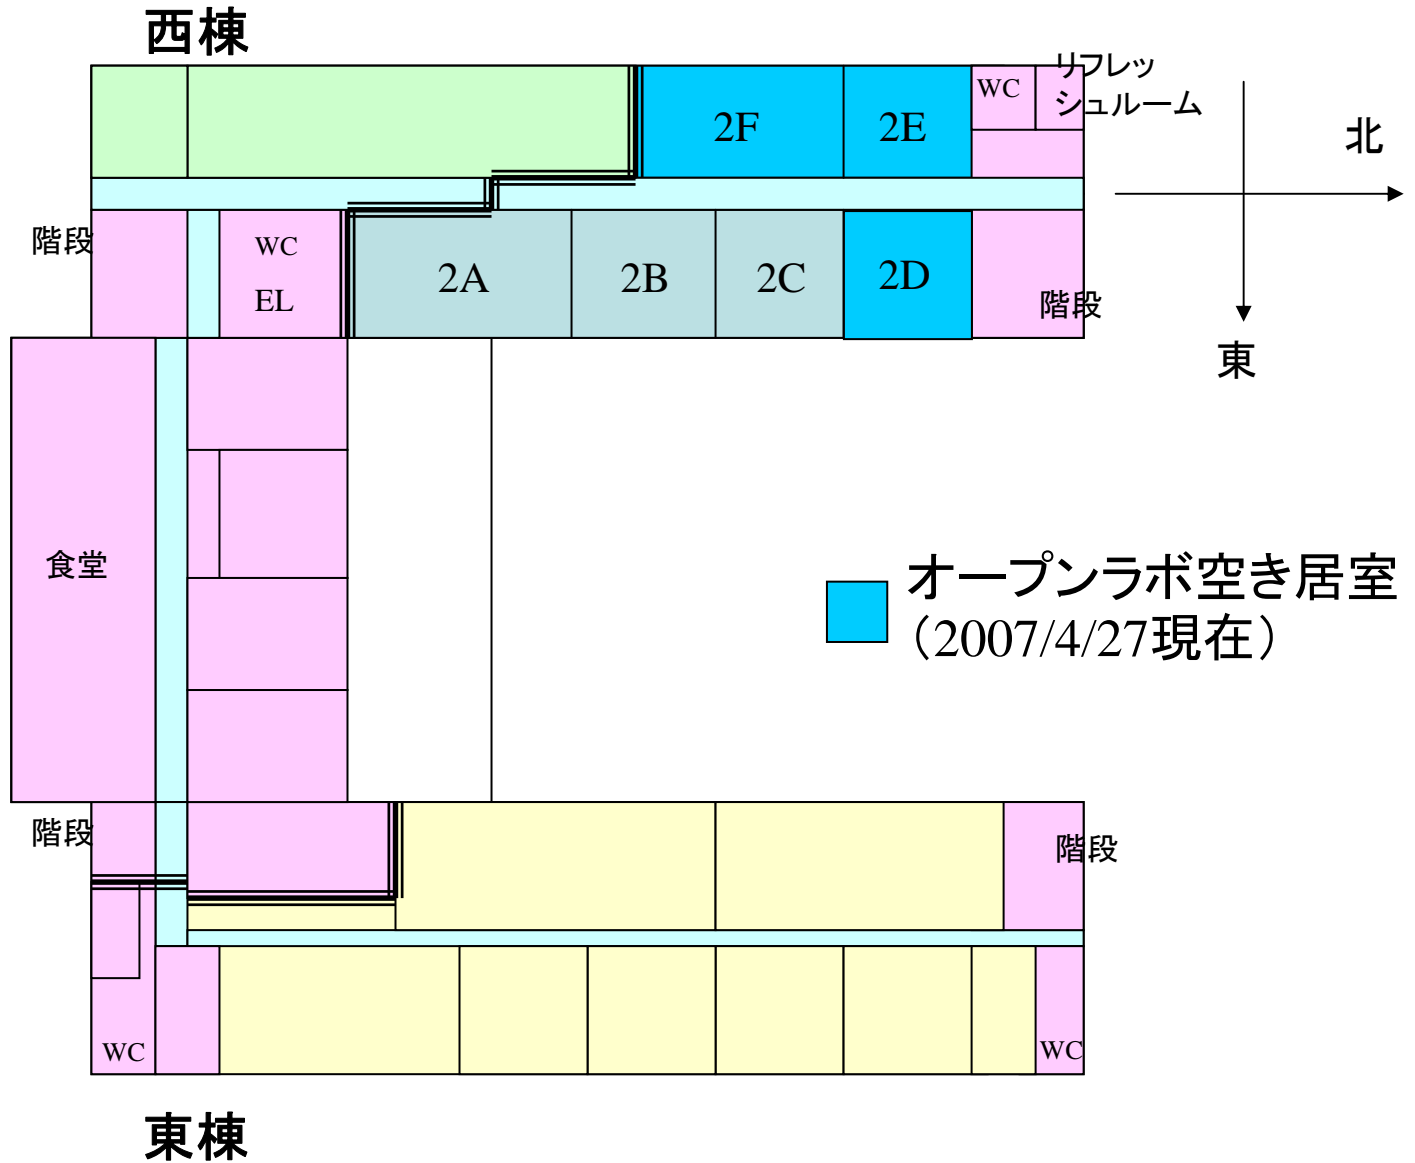 西棟
リフレッ
シュルーム
WC
2F
2E
北
階段
WC
EL
2A
2B
2C
2D
階段
東
食堂
オープンラボ空き居室
（2007/4/27現在）
階段
階段
WC
WC
東棟